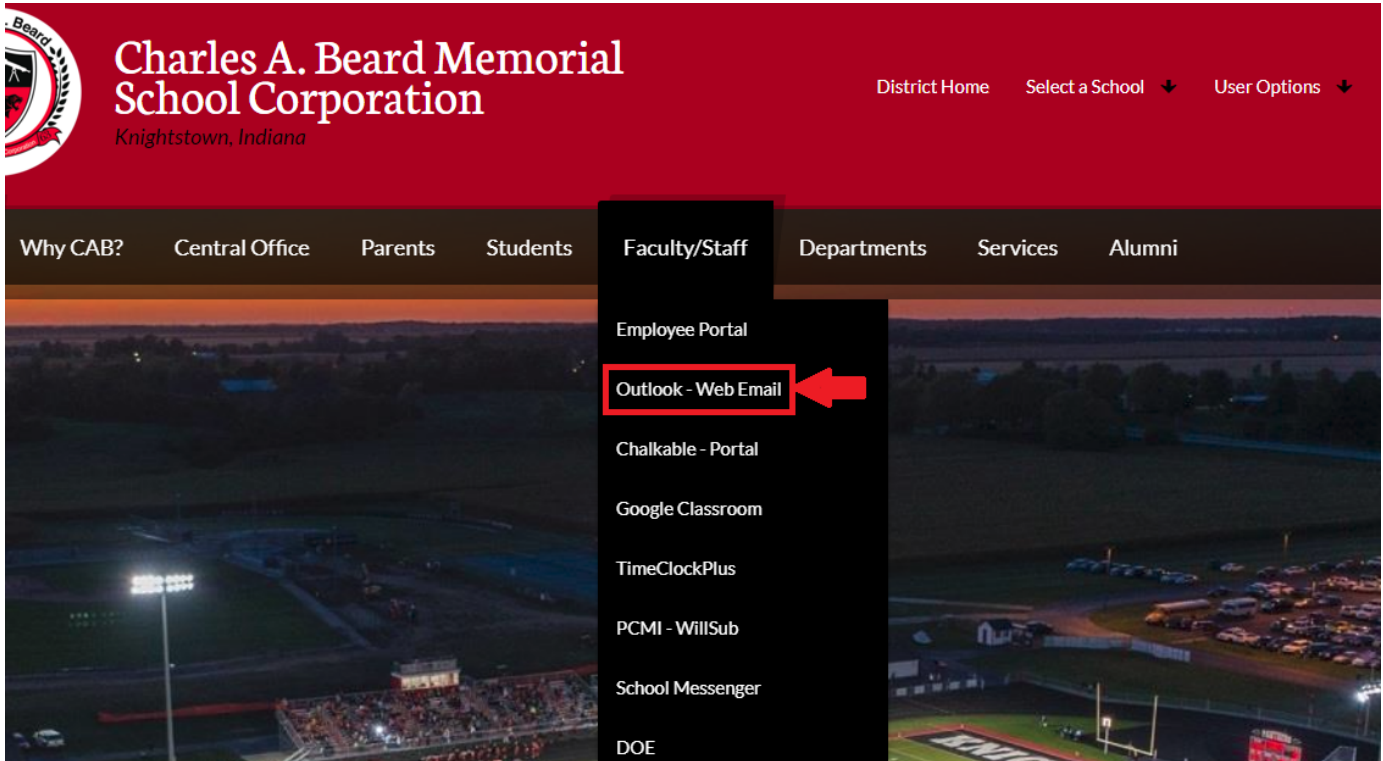 . Beard
Charles A. Beard Memorial
School Corporation
Knightstown, Indiana
District Home
Select a School
User Options
Why CAB?
Central Office
Parents
Students
Faculty/Staff
Departments
Services
Alumni
Employee Portal
Outlook - Web Email
Chalkable - Portal
Google Classroom
TimeClockPlus
PCMI - WillSub
School Messenger
DOE